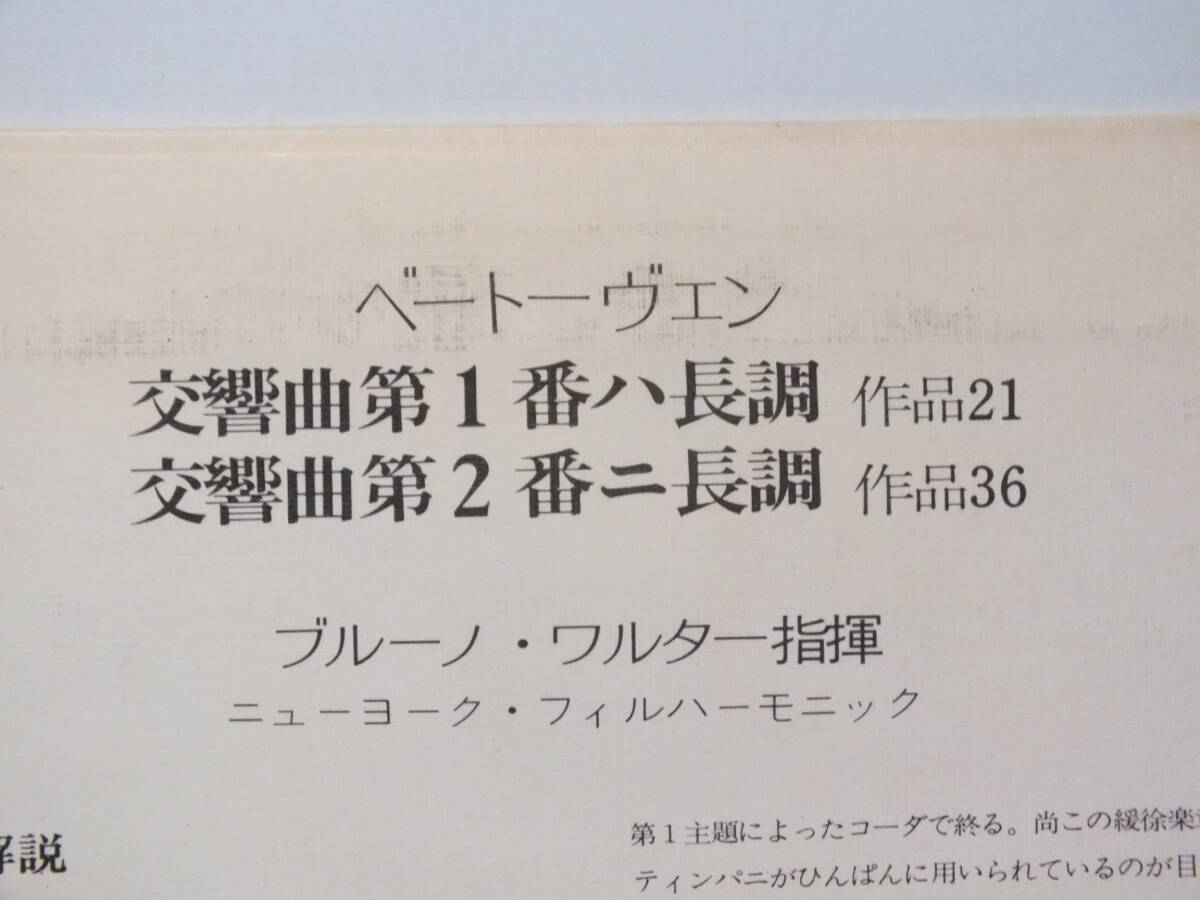 ベートーヴェン
交響曲第1番ハ長調 作品21
交響曲第2番ニ長調 作品36
ブルーノ・ワルター指揮
ニューヨーク・フィルハーモニック
解説
第1主題によったコーダで終る。尚この緩徐楽章
ティンパニがひんぱんに用いられているのが目